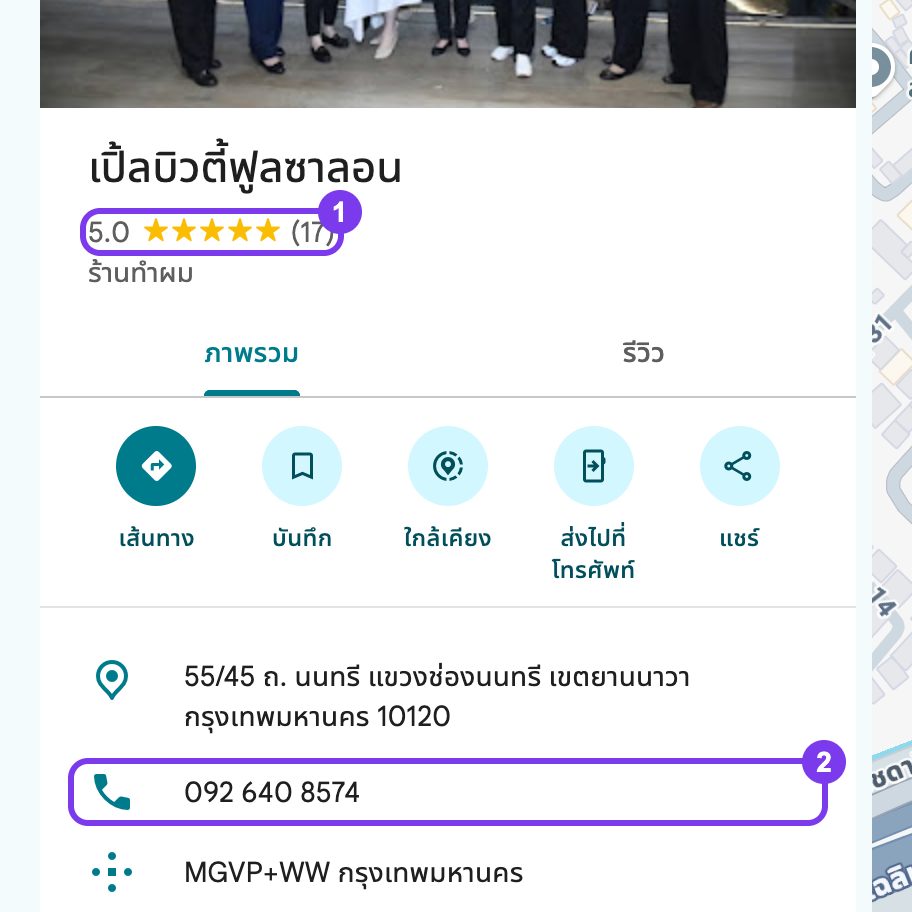 เปิ้ลบิวตี้ฟูลซาลอน
1
5.0 ★★★★★ (17)
ร้านทำผม
ภาพรวม
รีวิว
เส้นทาง
บันทึก
ใกล้เคียง
ส่งไปที่
โทรศัพท์
แชร์
55/45 ถ. นนทรี แขวงช่องนนทรี เขตยานนาวา
กรุงเทพมหานคร 10120
2
092 640 8574
MGVP+WW กรุงเทพมหานคร